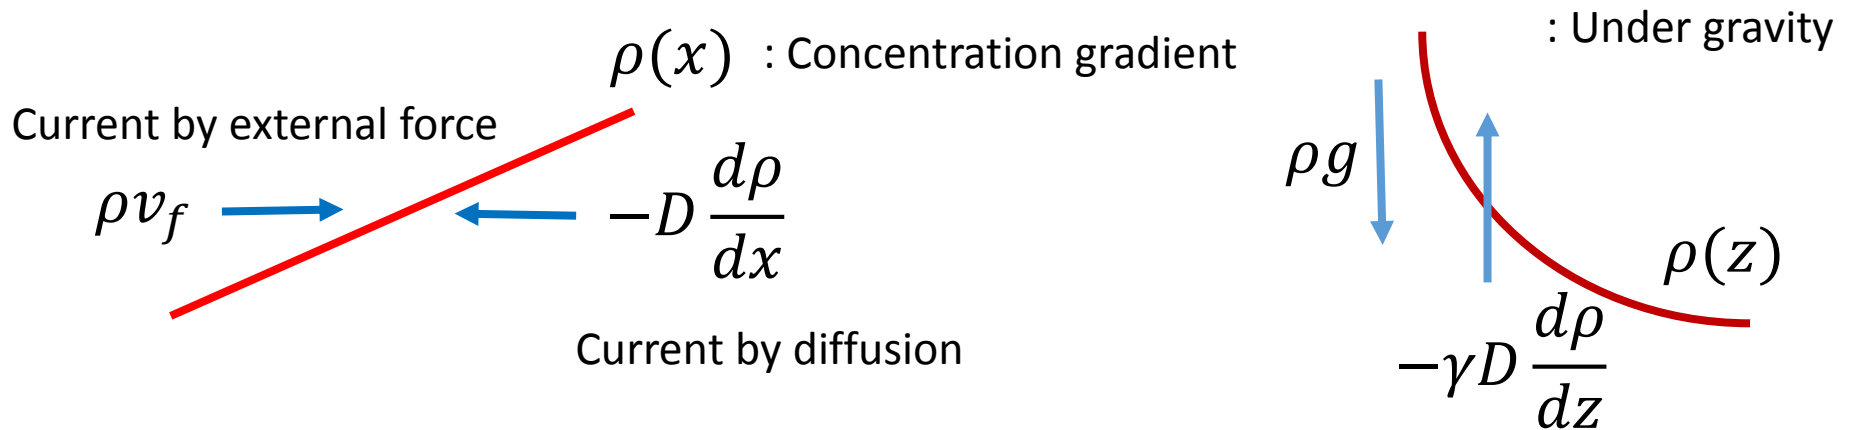 ρ(x) : Concentration gradient
Current by external force
ρv_f
−D dρ/dx
Current by diffusion
: Under gravity
ρg
ρ(z)
−γD dρ/dz